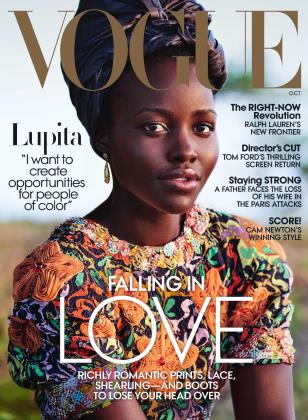 VOGUE
OCT
The RIGHT-NOW
Revolution
RALPH LAUREN'S
NEW FRONTIER
Director's CUT
TOM FORD'S THRILLING
SCREEN RETURN
Staying STRONG
A FATHER FACES THE LOSS
OF HIS WIFE IN
THE PARIS ATTACKS
SCORE!
CAM NEWTON'S
WINNING STYLE
Lupita
"I want to
create
opportunities
for people
of color"
FALLING IN
LOVE
RICHLY ROMANTIC PRINTS, LACE,
SHEARLING—AND BOOTS
TO LOSE YOUR HEAD OVER